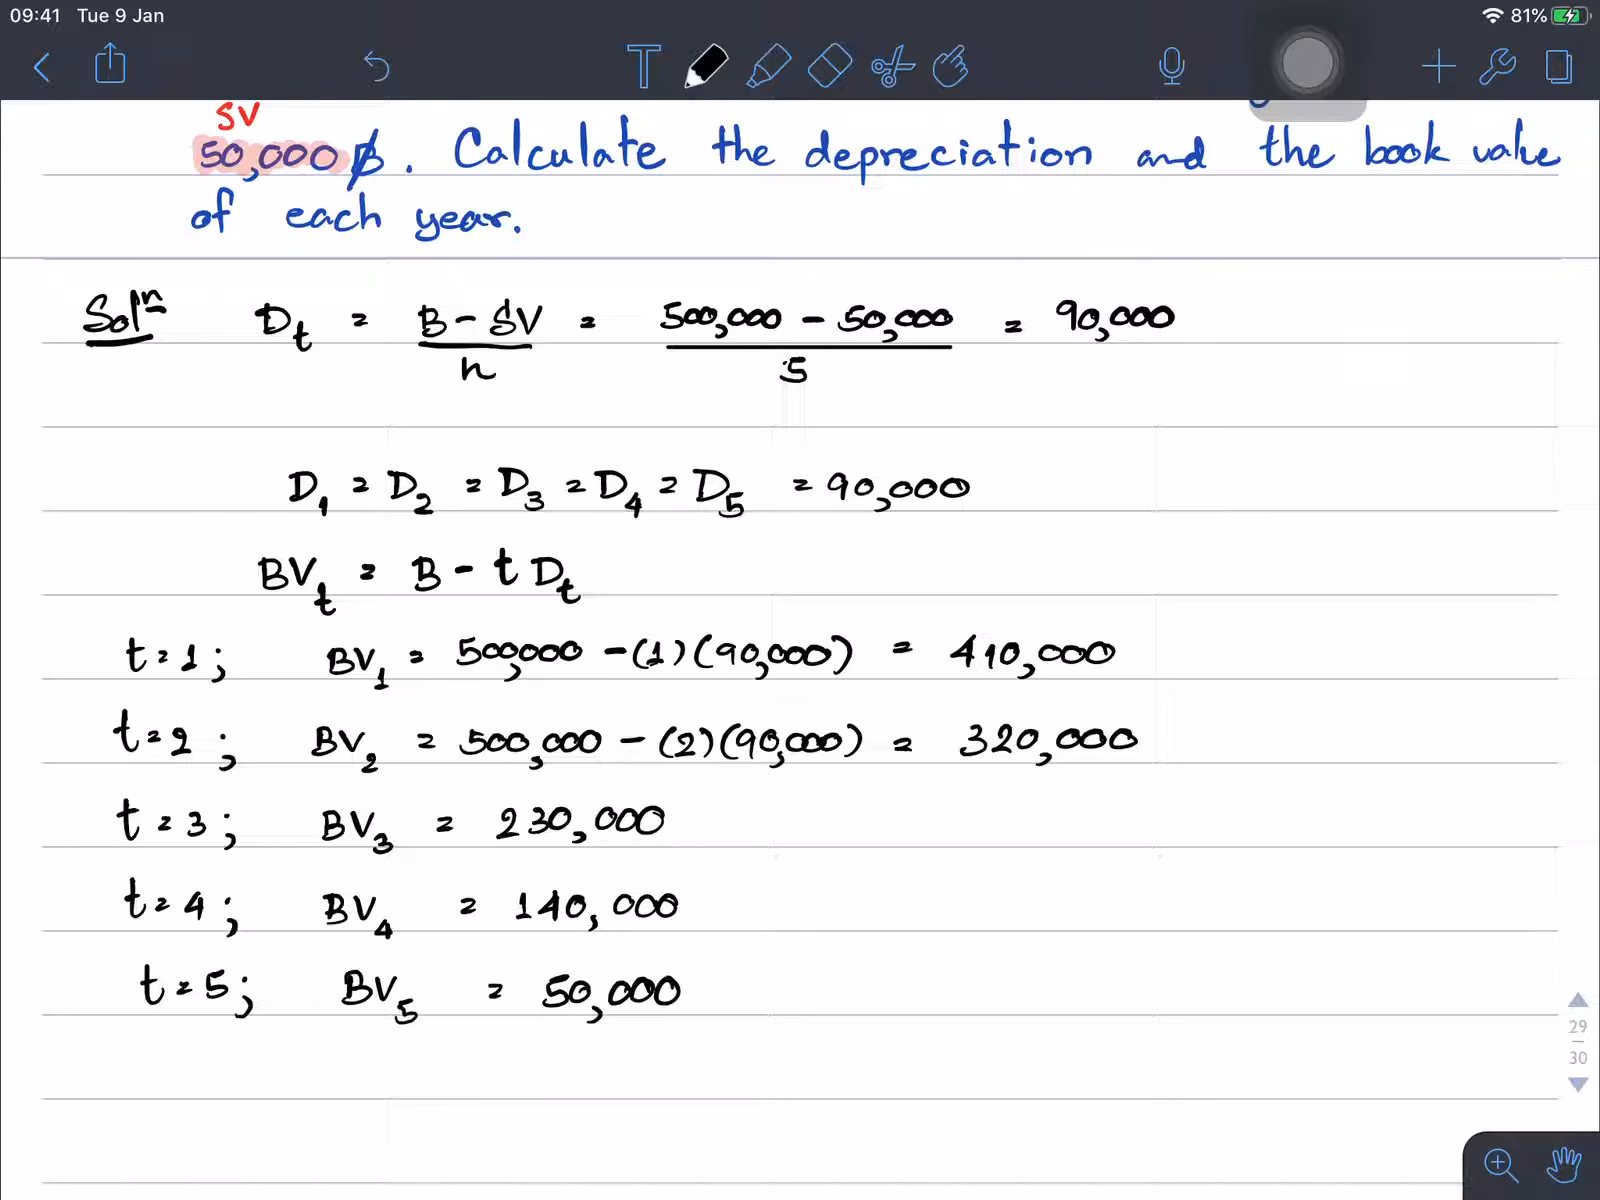 09:41 Tue 9 Jan 81%
T
SV
50,000 ฿. Calculate the depreciation and the book value
of each year.
Solⁿ Dt = B - SV / n = 500,000 - 50,000 / 5 = 90,000
D1 = D2 = D3 = D4 = D5 = 90,000
BVt = B - t Dt
t = 1; BV1 = 500,000 - (1)(90,000) = 410,000
t = 2; BV2 = 500,000 - (2)(90,000) = 320,000
t = 3; BV3 = 230,000
t = 4; BV4 = 140,000
t = 5; BV5 = 50,000
29
30